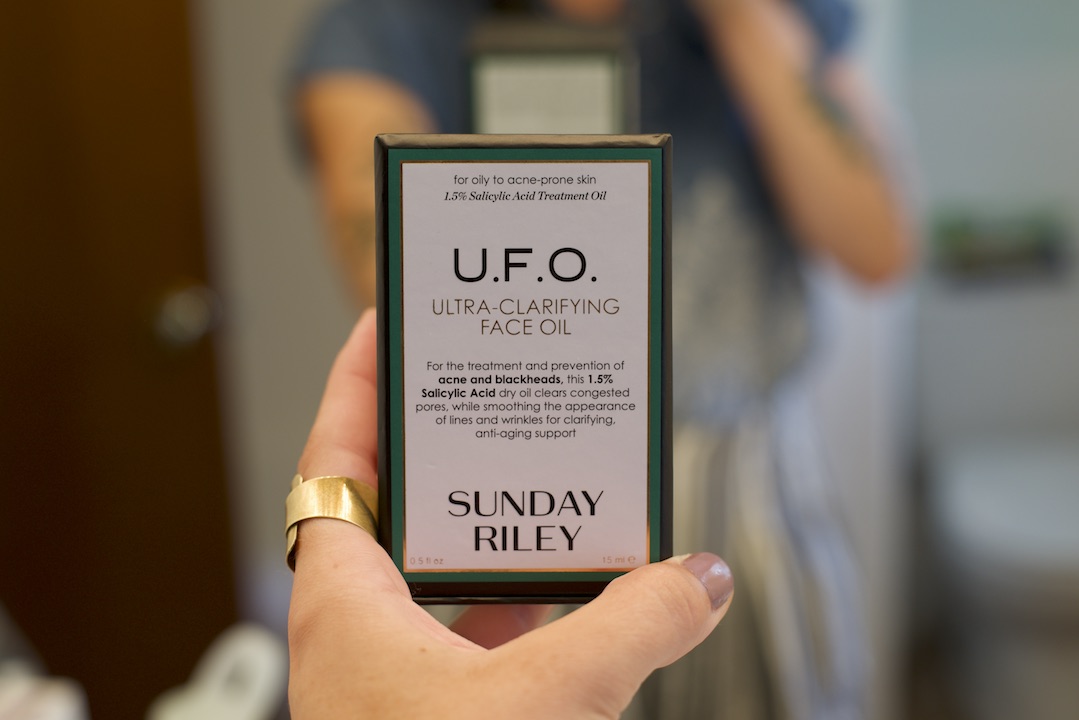 for oily to acne-prone skin
1.5% Salicylic Acid Treatment Oil
U.F.O.
ULTRA-CLARIFYING
FACE OIL
For the treatment and prevention of
acne and blackheads, this 1.5%
Salicylic Acid dry oil clears congested
pores, while smoothing the appearance
of lines and wrinkles for clarifying,
anti-aging support
SUNDAY
RILEY
0.5 fl oz 15 ml ℮